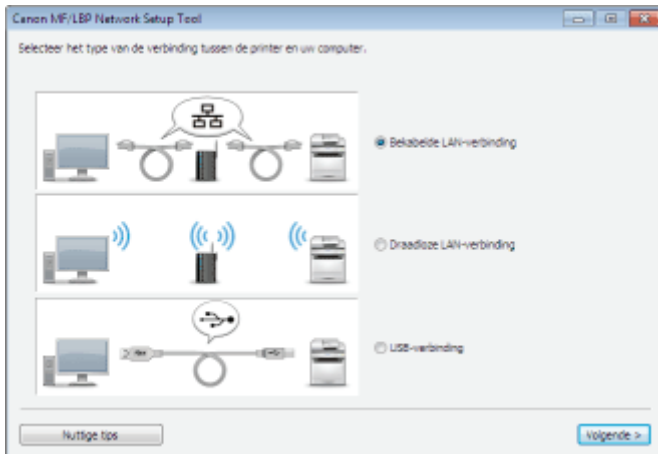 Canon MF/LBP Network Setup Tool
Selecteer het type van de verbinding tussen de printer en uw computer.
Bekabelde LAN-verbinding
Draadloze LAN-verbinding
USB-verbinding
Nuttige tips
Volgende >